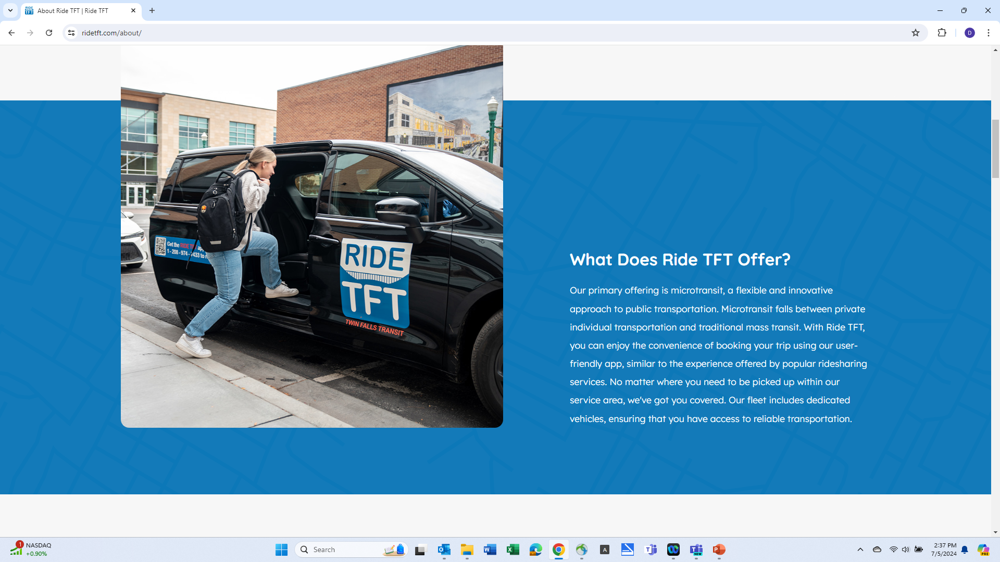 About Ride TFT | Ride TFT
ridetft.com/about/
D
Get the RIDE TFT
1 - 208 - 974 - 7433 to
RIDE
TFT
TWIN FALLS TRANSIT
What Does Ride TFT Offer?
Our primary offering is microtransit, a flexible and innovative
approach to public transportation. Microtransit falls between private
individual transportation and traditional mass transit. With Ride TFT,
you can enjoy the convenience of booking your trip using our user-
friendly app, similar to the experience offered by popular ridesharing
services. No matter where you need to be picked up within our
service area, we've got you covered. Our fleet includes dedicated
vehicles, ensuring that you have access to reliable transportation.
1
NASDAQ
+0.90%
Search
A
NEW
2:37 PM
7/5/2024
PRE